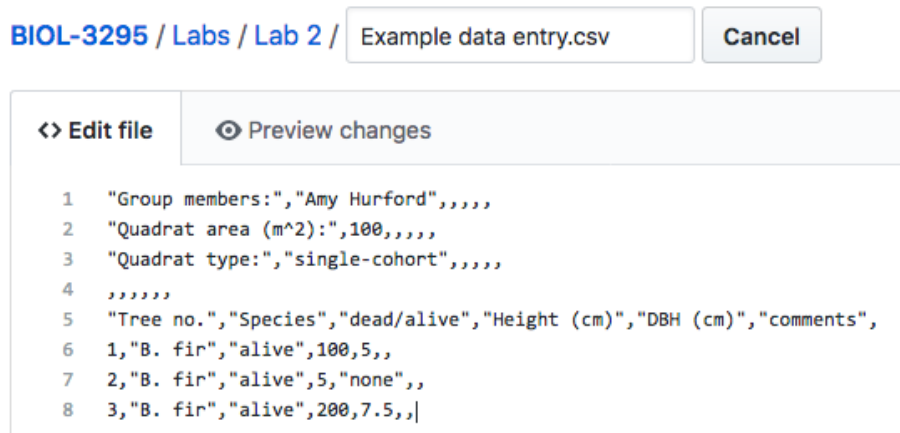 BIOL-3295 / Labs / Lab 2 / Example data entry.csv Cancel
<> Edit file Preview changes
1 "Group members:","Amy Hurford",,,,,
2 "Quadrat area (m^2):",100,,,,,
3 "Quadrat type:","single-cohort",,,,,
4 ,,,,,,
5 "Tree no.","Species","dead/alive","Height (cm)","DBH (cm)","comments",
6 1,"B. fir","alive",100,5,,
7 2,"B. fir","alive",5,"none",,
8 3,"B. fir","alive",200,7.5,,